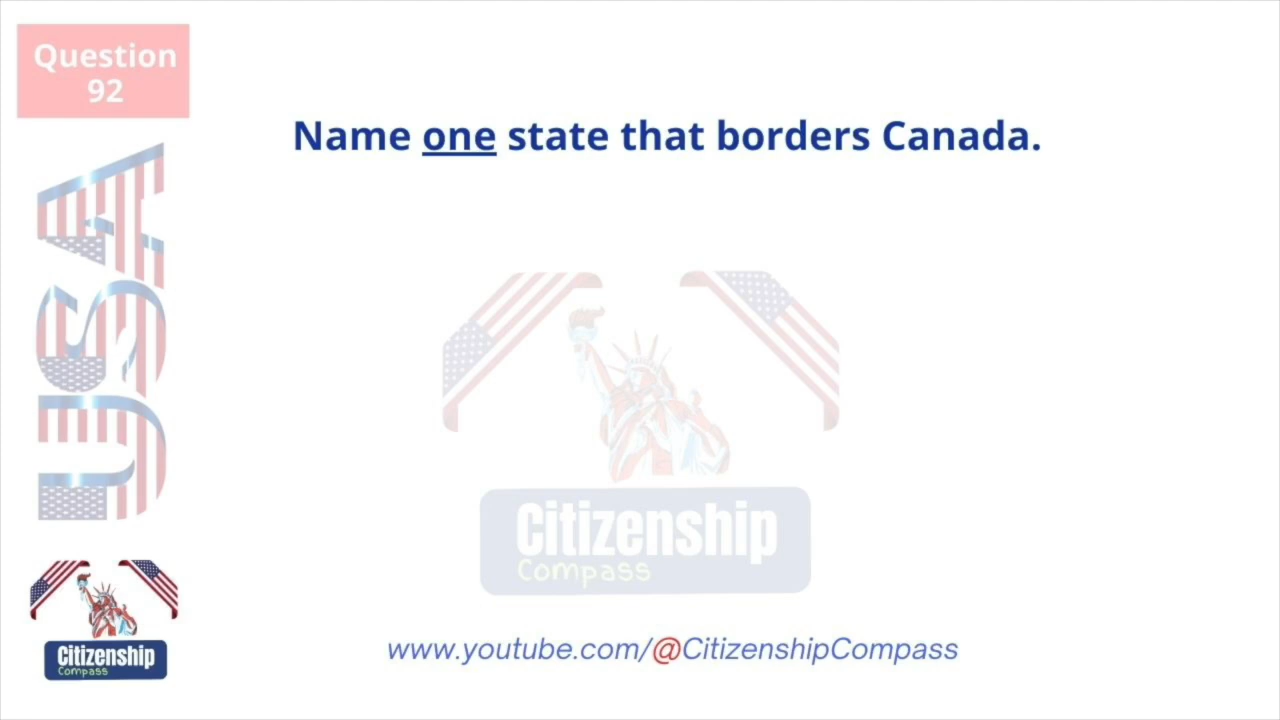 Question
92
Name one state that borders Canada.
USA
Citizenship
Compass
Citizenship
Compass
www.youtube.com/@CitizenshipCompass